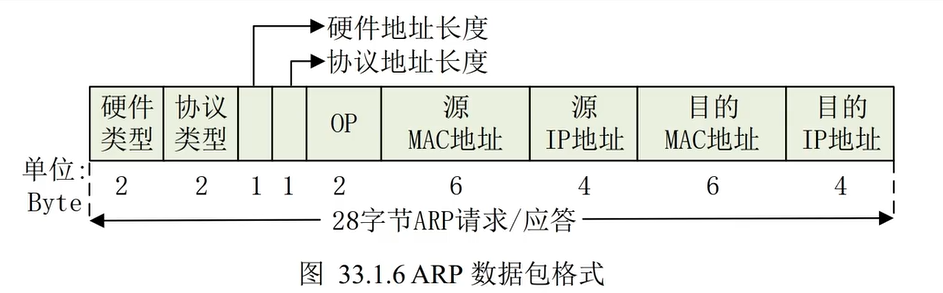 硬件地址长度
协议地址长度
硬件
类型
协议
类型
OP
源
MAC地址
源
IP地址
目的
MAC地址
目的
IP地址
单位:
Byte
2 2 1 1 2 6 4 6 4
28字节ARP请求/应答
图 33.1.6 ARP 数据包格式